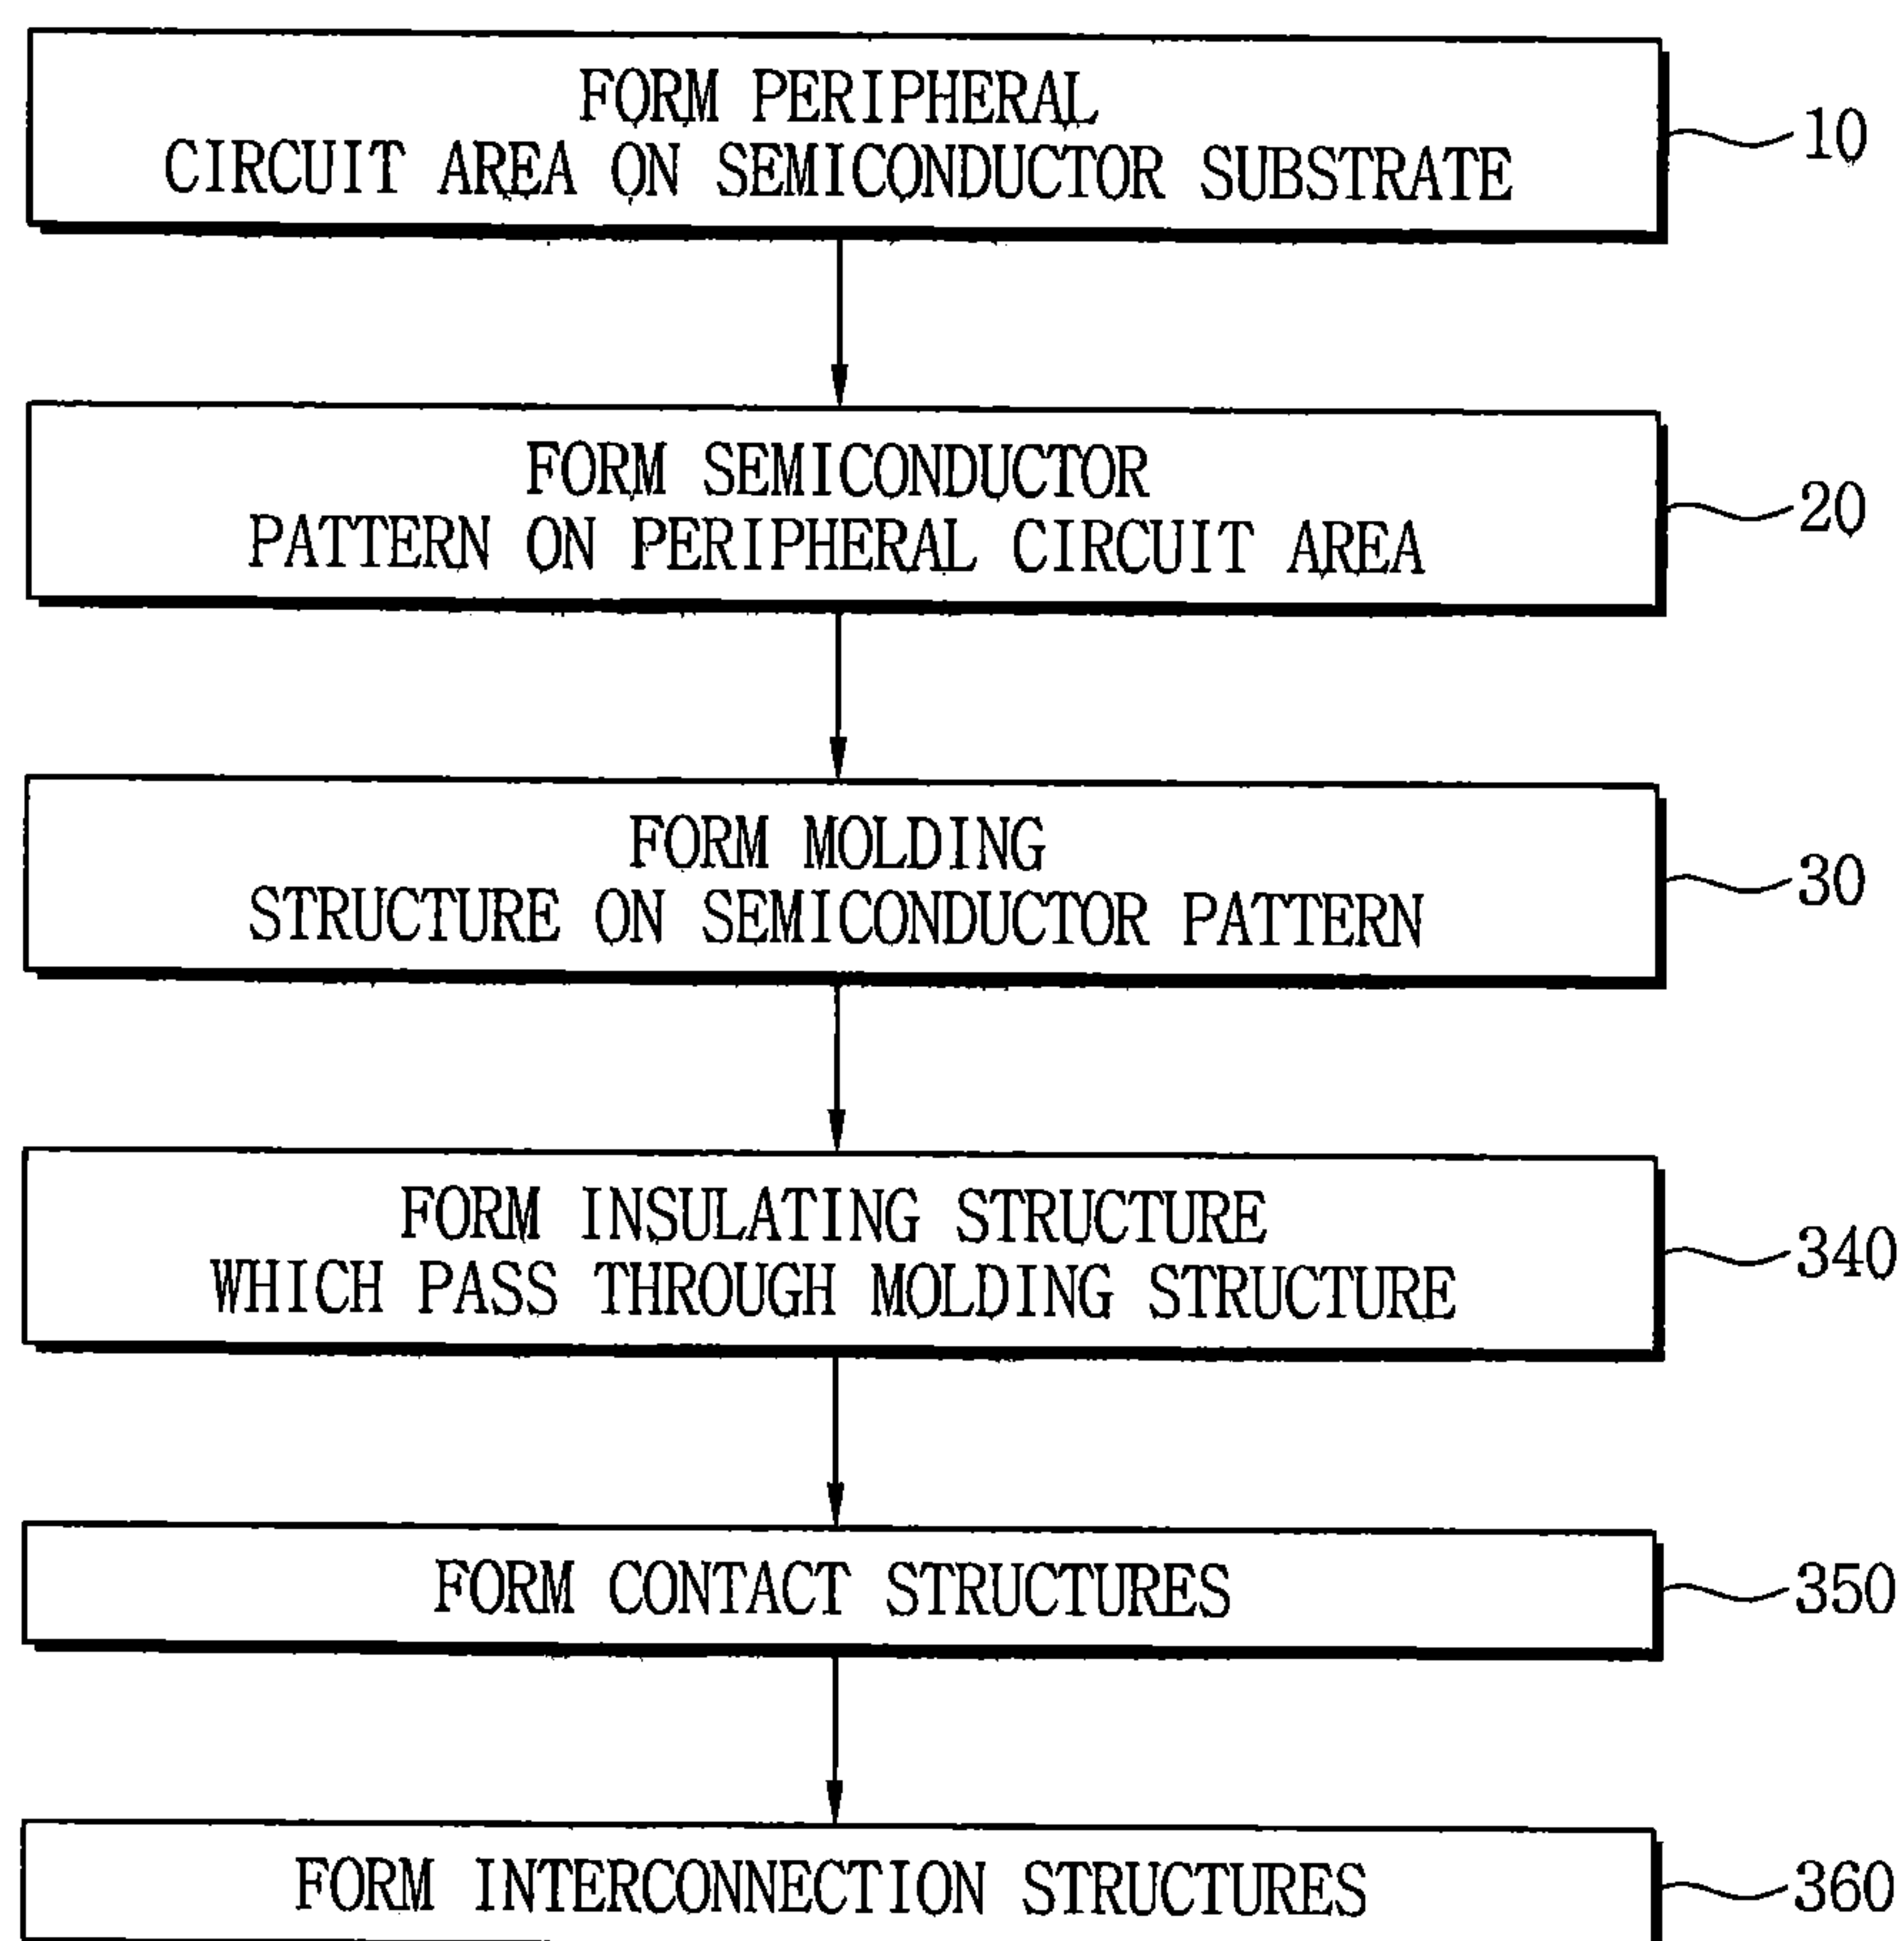 FORM PERIPHERAL
CIRCUIT AREA ON SEMICONDUCTOR SUBSTRATE
10
FORM SEMICONDUCTOR
PATTERN ON PERIPHERAL CIRCUIT AREA
20
FORM MOLDING
STRUCTURE ON SEMICONDUCTOR PATTERN
30
FORM INSULATING STRUCTURE
WHICH PASS THROUGH MOLDING STRUCTURE
340
FORM CONTACT STRUCTURES
350
FORM INTERCONNECTION STRUCTURES
360